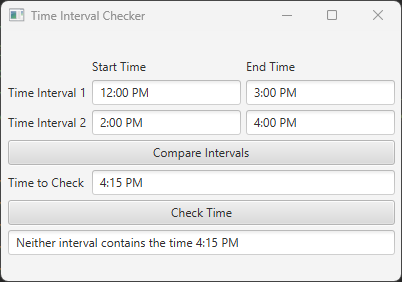 Time Interval Checker
Start Time End Time
Time Interval 1 12:00 PM 3:00 PM
Time Interval 2 2:00 PM 4:00 PM
Compare Intervals
Time to Check 4:15 PM
Check Time
Neither interval contains the time 4:15 PM